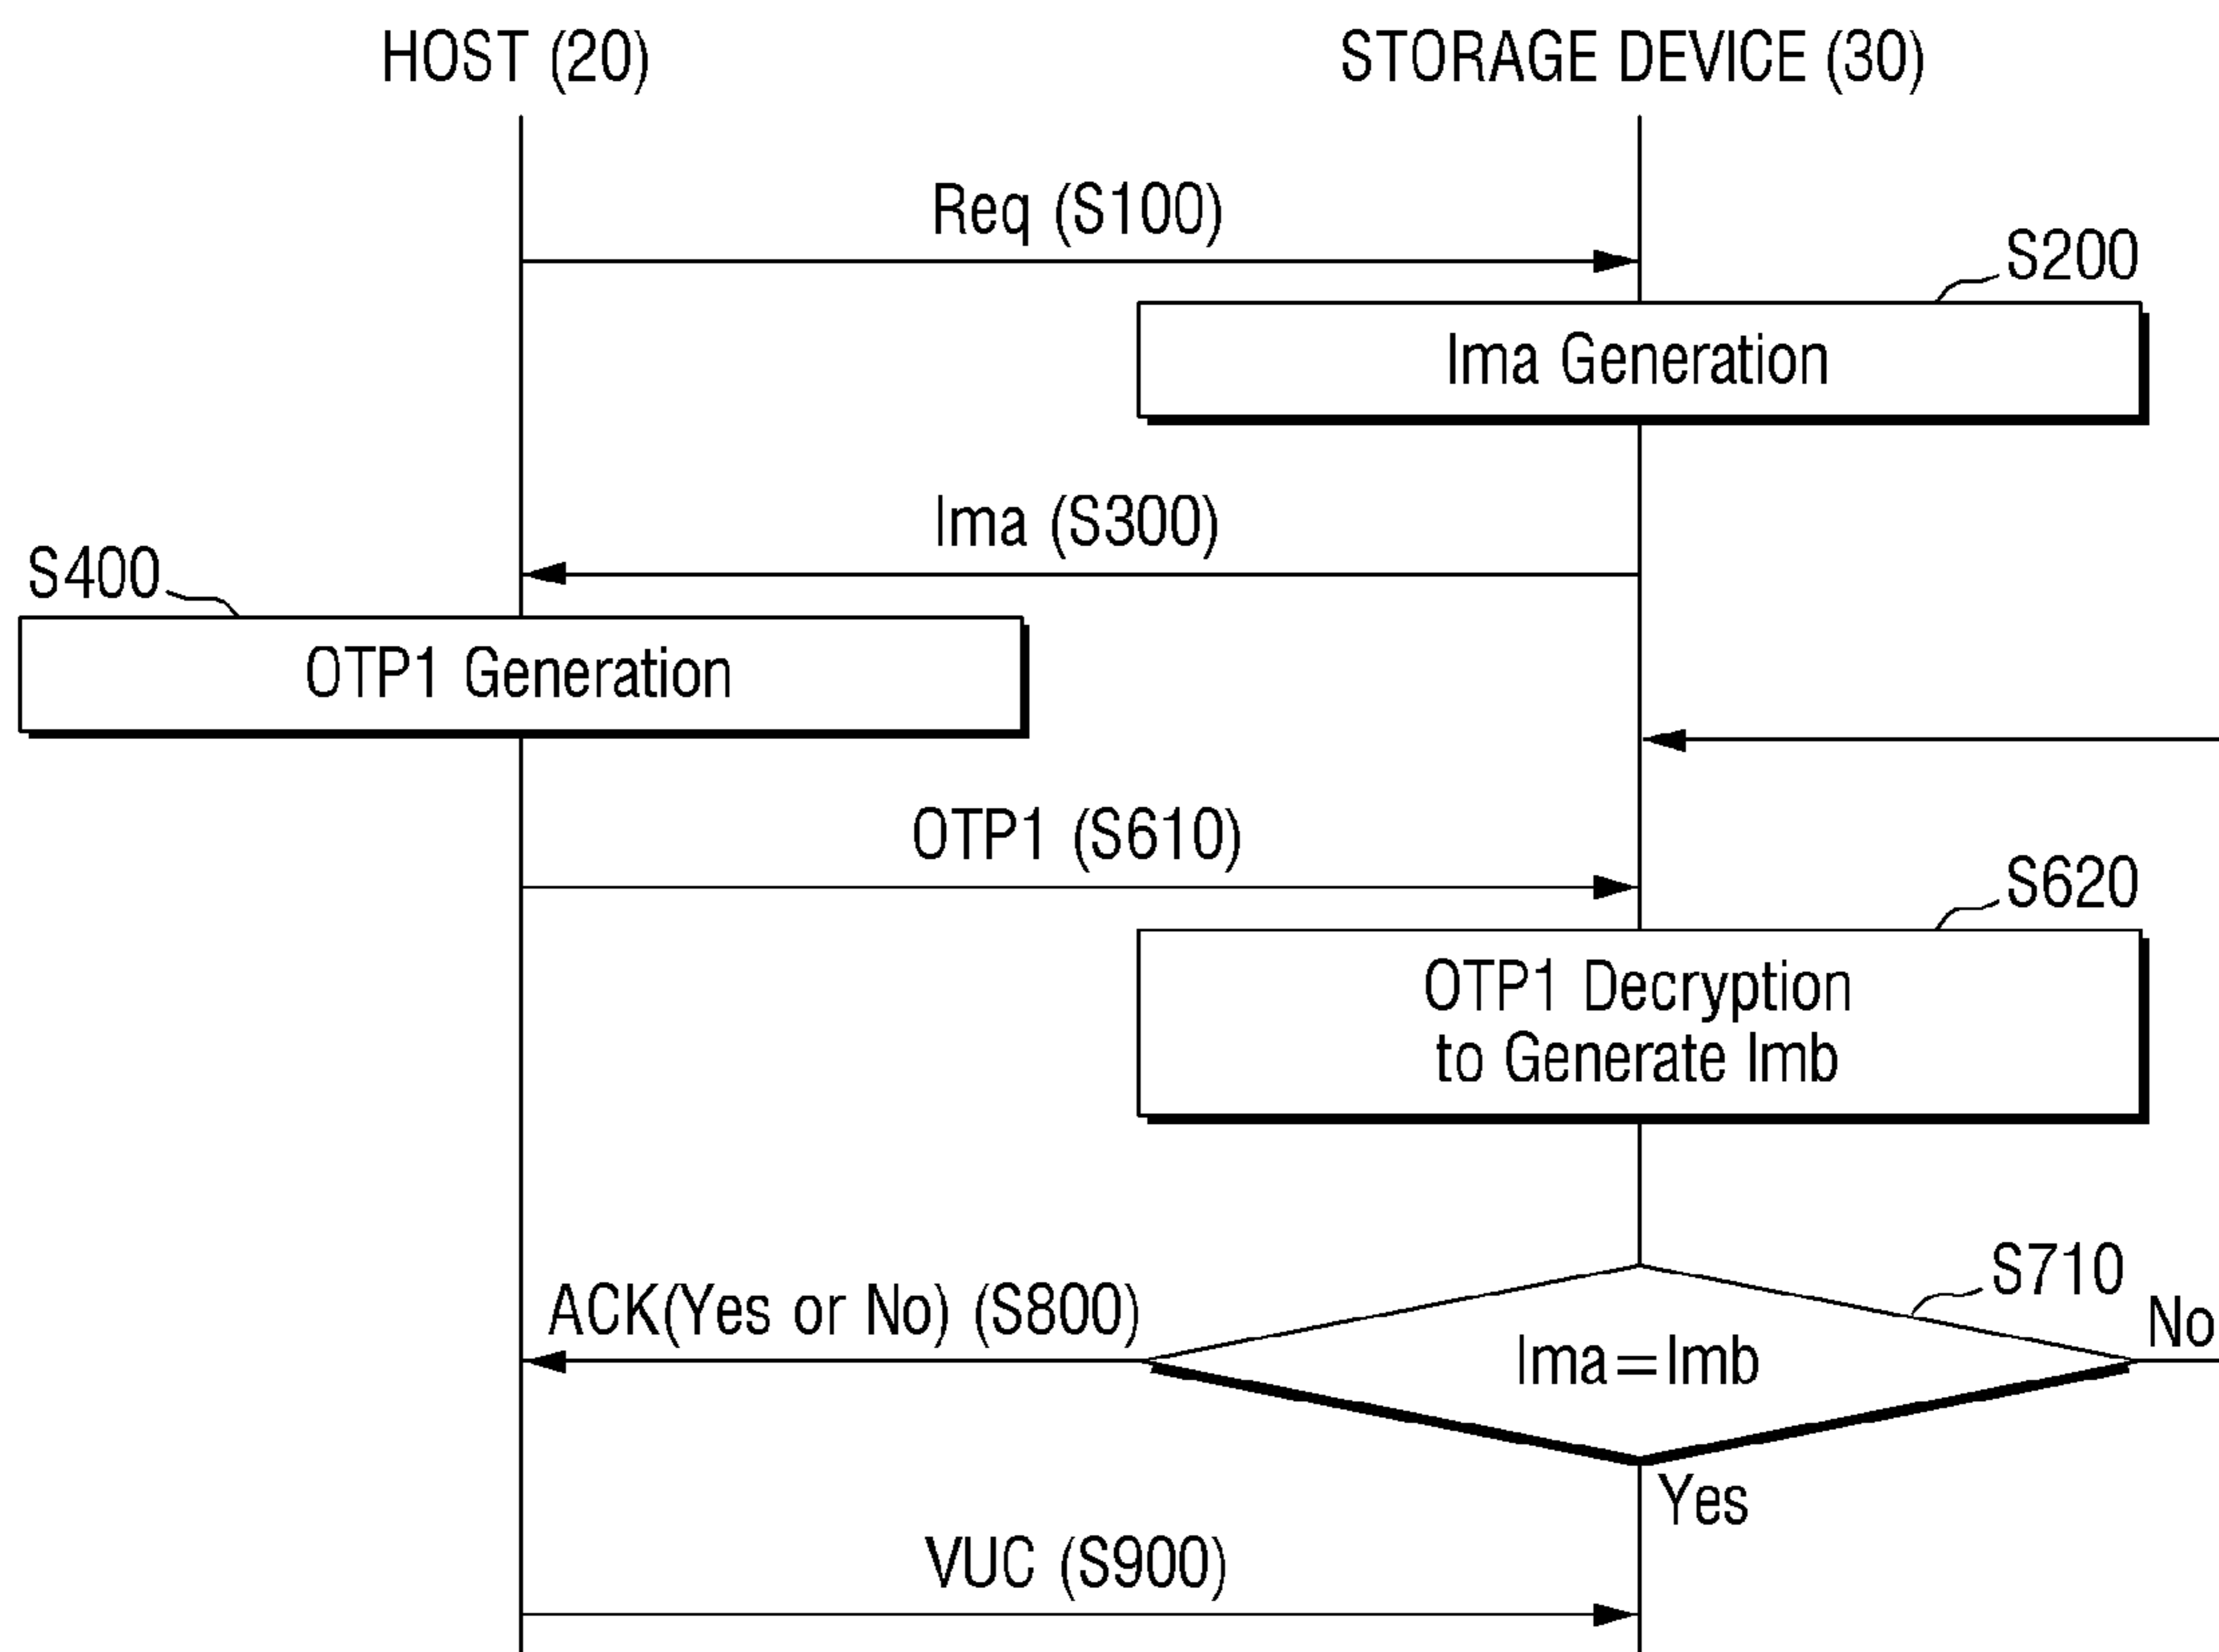 HOST (20)
STORAGE DEVICE (30)
Req (S100)
S200
Ima Generation
Ima (S300)
S400
OTP1 Generation
OTP1 (S610)
S620
OTP1 Decryption
to Generate Imb
S710
ACK(Yes or No) (S800)
No
Ima=Imb
Yes
VUC (S900)